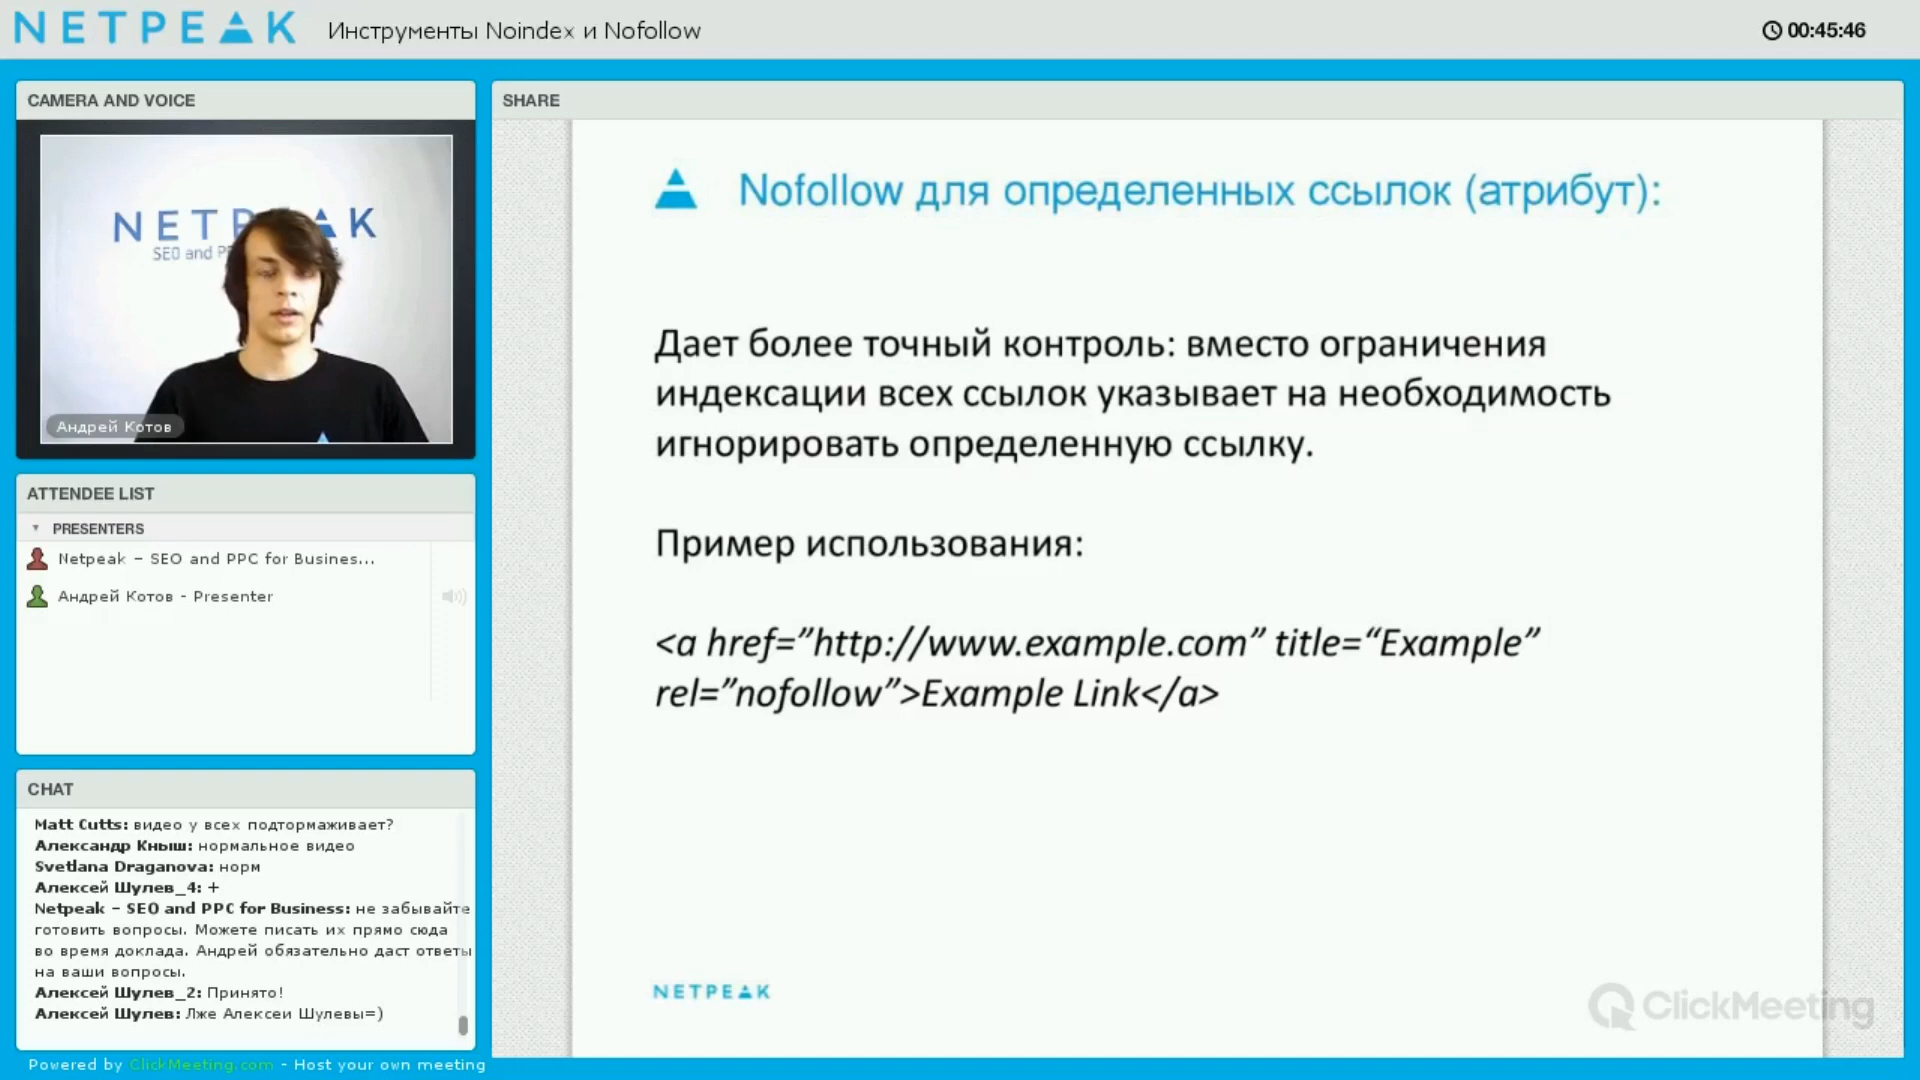 NETPEAK
Инструменты Noindex и Nofollow
00:45:46
CAMERA AND VOICE
NETPEAK
SEO and P
Андрей Котов
ATTENDEE LIST
PRESENTERS
Netpeak – SEO and PPC for Busines...
Андрей Котов - Presenter
CHAT
Matt Cutts: видео у всех подтормаживает?
Александр Кныш: нормальное видео
Svetlana Draganova: норм
Алексей Шулев_4: +
Netpeak – SEO and PPC for Business: не забывайте
готовить вопросы. Можете писать их прямо сюда
во время доклада. Андрей обязательно даст ответы
на ваши вопросы.
Алексей Шулев_2: Принято!
Алексей Шулев: Лже Алексеи Шулевы=)
Powered by ClickMeeting.com - Host your own meeting
SHARE
Nofollow для определенных ссылок (атрибут):
Дает более точный контроль: вместо ограничения
индексации всех ссылок указывает на необходимость
игнорировать определенную ссылку.
Пример использования:
<a href=”http://www.example.com” title=“Example”
rel=”nofollow”>Example Link</a>
NETPEAK
ClickMeeting